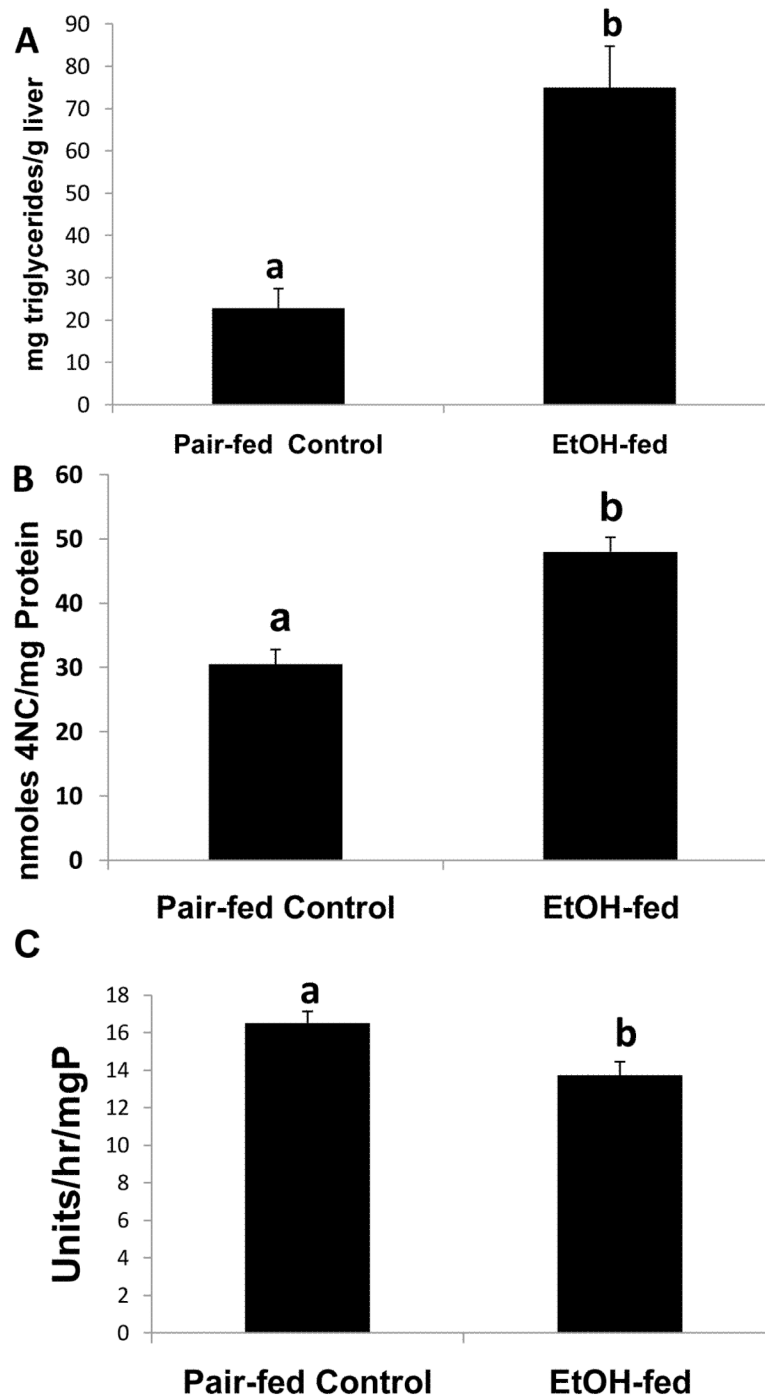 A
mg triglycerides/g liver
90
80
70
60
50
40
30
20
10
0
a
b
Pair-fed Control
EtOH-fed
B
nmoles 4NC/mg Protein
60
50
40
30
20
10
0
a
b
Pair-fed Control
EtOH-fed
C
Units/hr/mgP
18
16
14
12
10
8
6
4
2
0
a
b
Pair-fed Control
EtOH-fed